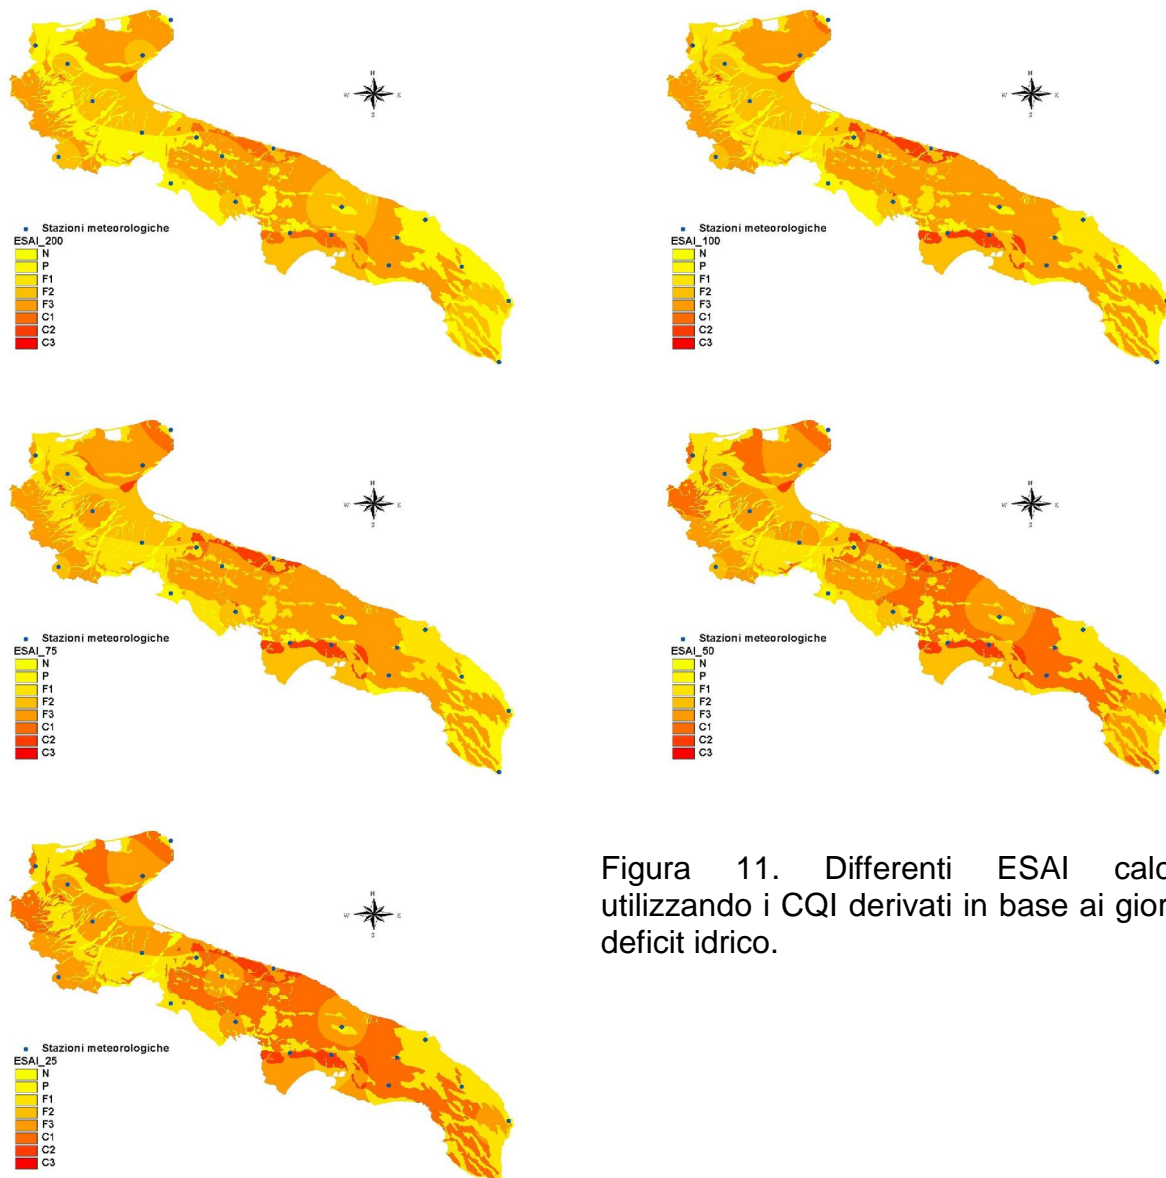 N
W E
S
Stazioni meteorologiche
ESAI_200
N
P
F1
F2
F3
C1
C2
C3
N
W E
S
Stazioni meteorologiche
ESAI_100
N
P
F1
F2
F3
C1
C2
C3
N
W E
S
Stazioni meteorologiche
ESAI_75
N
P
F1
F2
F3
C1
C2
C3
N
W E
S
Stazioni meteorologiche
ESAI_50
N
P
F1
F2
F3
C1
C2
C3
N
W E
S
Stazioni meteorologiche
ESAI_25
N
P
F1
F2
F3
C1
C2
C3
Figura 11. Differenti ESAI calc
utilizzando i CQI derivati in base ai gior
deficit idrico.